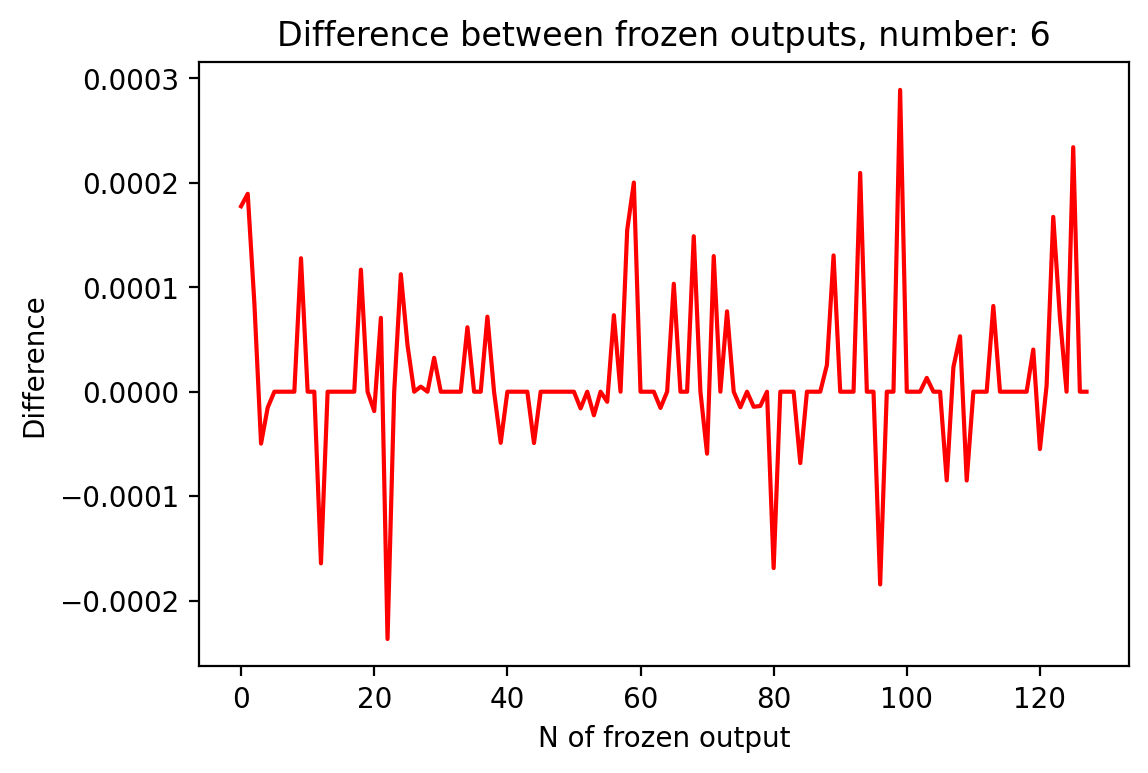 Difference between frozen outputs, number: 6
0.0003
0.0002
0.0001
0.0000
−0.0001
−0.0002
Difference
0 20 40 60 80 100 120
N of frozen output